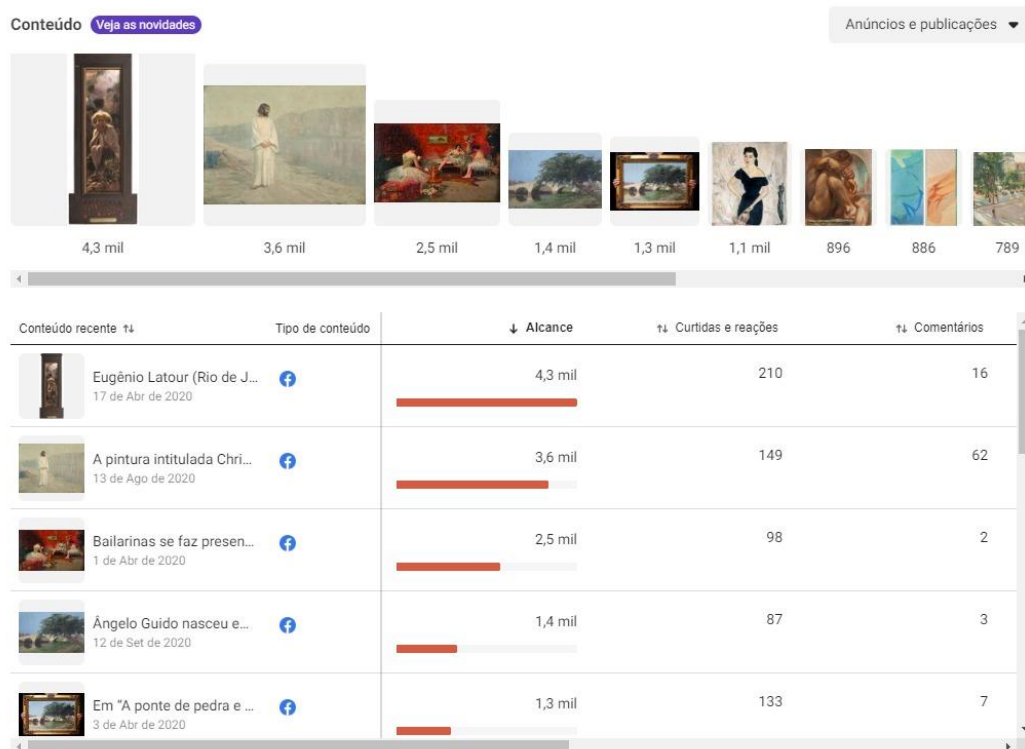 Conteúdo Veja as novidades Anúncios e publicações
4,3 mil 3,6 mil 2,5 mil 1,4 mil 1,3 mil 1,1 mil 896 886 789
Conteúdo recente Tipo de conteúdo Alcance Curtidas e reações Comentários
Eugênio Latour (Rio de J... 4,3 mil 210 16
17 de Abr de 2020
A pintura intitulada Chri... 3,6 mil 149 62
13 de Ago de 2020
Bailarinas se faz presen... 2,5 mil 98 2
1 de Abr de 2020
Ângelo Guido nasceu e... 1,4 mil 87 3
12 de Set de 2020
Em "A ponte de pedra e ... 1,3 mil 133 7
3 de Abr de 2020